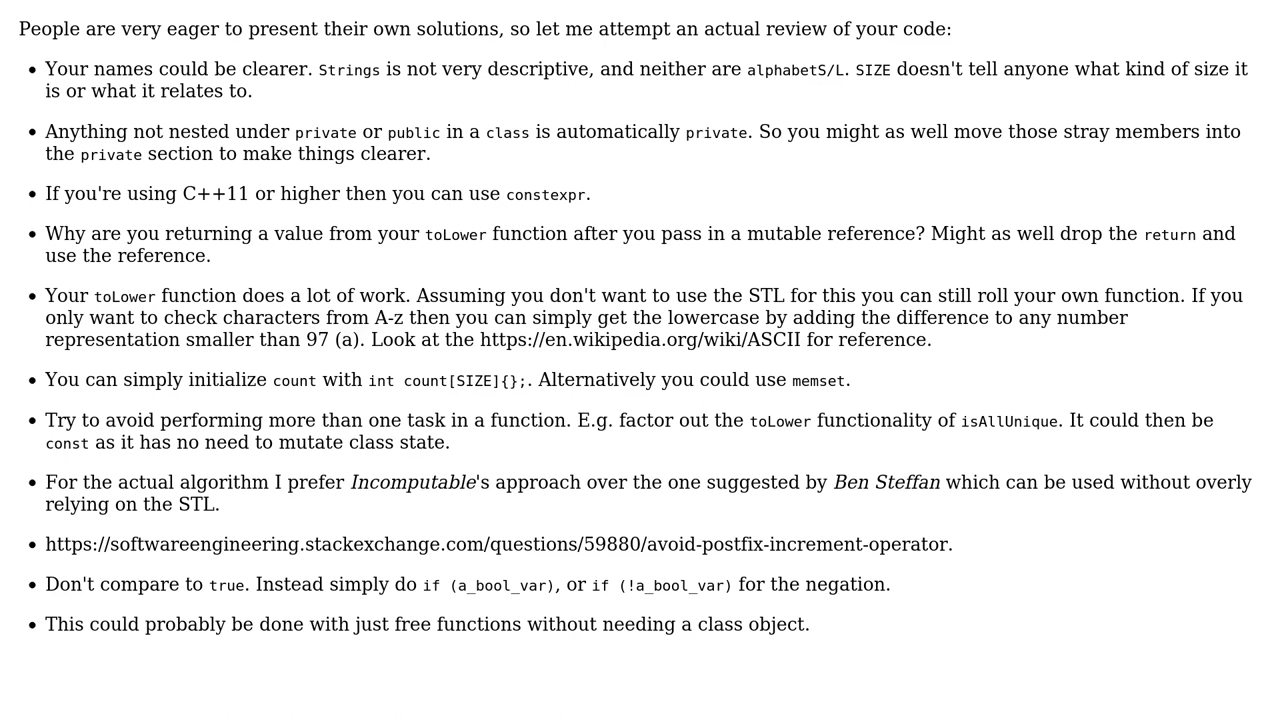 People are very eager to present their own solutions, so let me attempt an actual review of your code:
• Your names could be clearer. Strings is not very descriptive, and neither are alphabetS/L. SIZE doesn't tell anyone what kind of size it
is or what it relates to.
• Anything not nested under private or public in a class is automatically private. So you might as well move those stray members into
the private section to make things clearer.
• If you're using C++11 or higher then you can use constexpr.
• Why are you returning a value from your toLower function after you pass in a mutable reference? Might as well drop the return and
use the reference.
• Your toLower function does a lot of work. Assuming you don't want to use the STL for this you can still roll your own function. If you
only want to check characters from A-z then you can simply get the lowercase by adding the difference to any number
representation smaller than 97 (a). Look at the https://en.wikipedia.org/wiki/ASCII for reference.
• You can simply initialize count with int count[SIZE]{};. Alternatively you could use memset.
• Try to avoid performing more than one task in a function. E.g. factor out the toLower functionality of isAllUnique. It could then be
const as it has no need to mutate class state.
• For the actual algorithm I prefer Incomputable's approach over the one suggested by Ben Steffan which can be used without overly
relying on the STL.
• https://softwareengineering.stackexchange.com/questions/59880/avoid-postfix-increment-operator.
• Don't compare to true. Instead simply do if (a_bool_var), or if (!a_bool_var) for the negation.
• This could probably be done with just free functions without needing a class object.